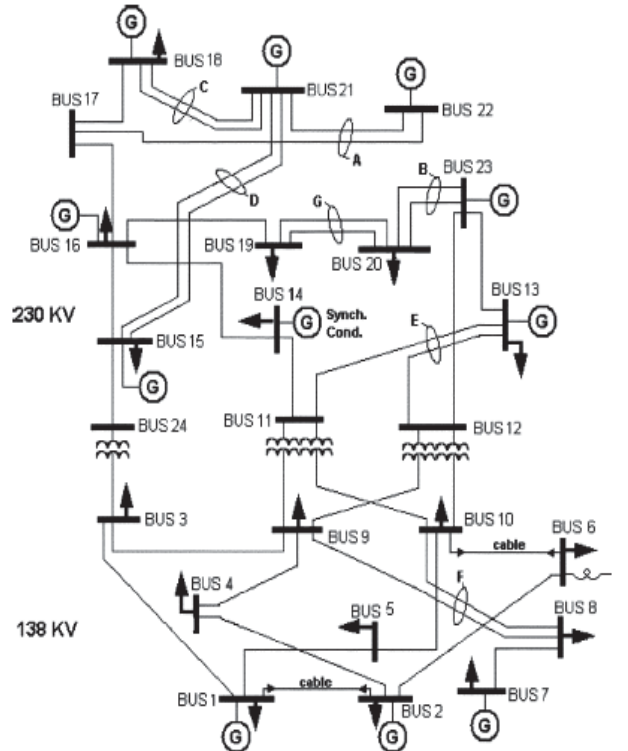 G
BUS 18
G
BUS 21
G
BUS 17
C
BUS 22
A
BUS 23
B
D
G
G
G
BUS 16
BUS 19
BUS 20
BUS 13
BUS 14
G
Synch.
Cond.
G
230 KV
E
BUS 15
G
BUS 24
BUS 11
BUS 12
BUS 3
BUS 9
BUS 10
BUS 6
cable
BUS 4
BUS 5
F
BUS 8
138 KV
cable
BUS 1
BUS 2
BUS 7
G
G
G